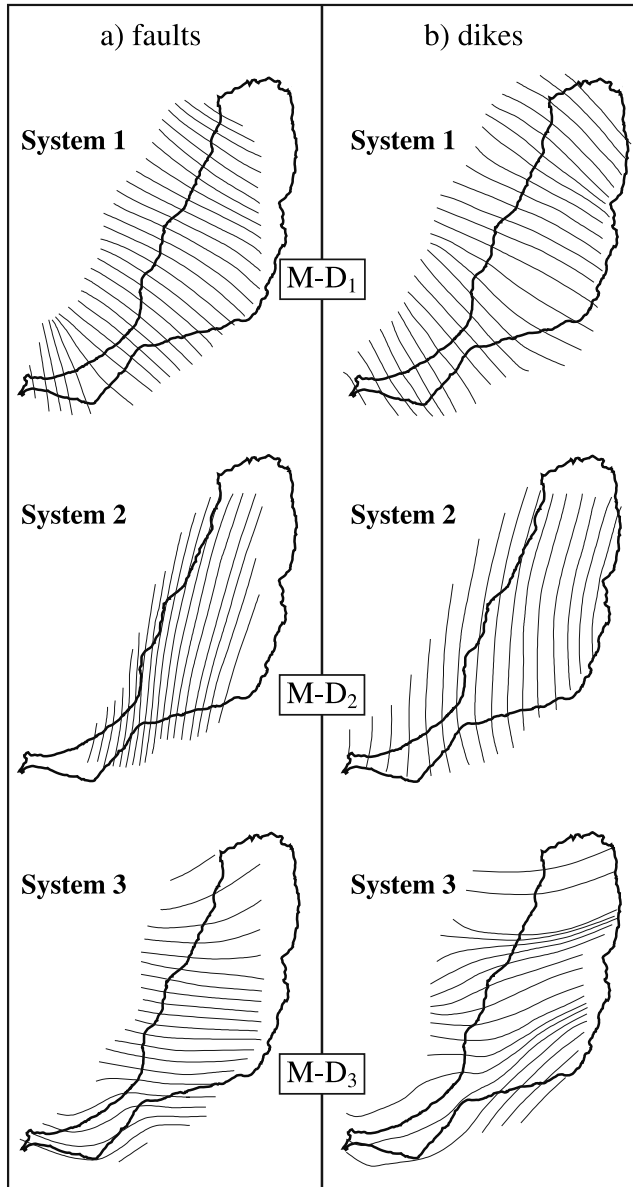 a) faults
b) dikes
System 1
System 1
M-D₁
System 2
System 2
M-D₂
System 3
System 3
M-D₃